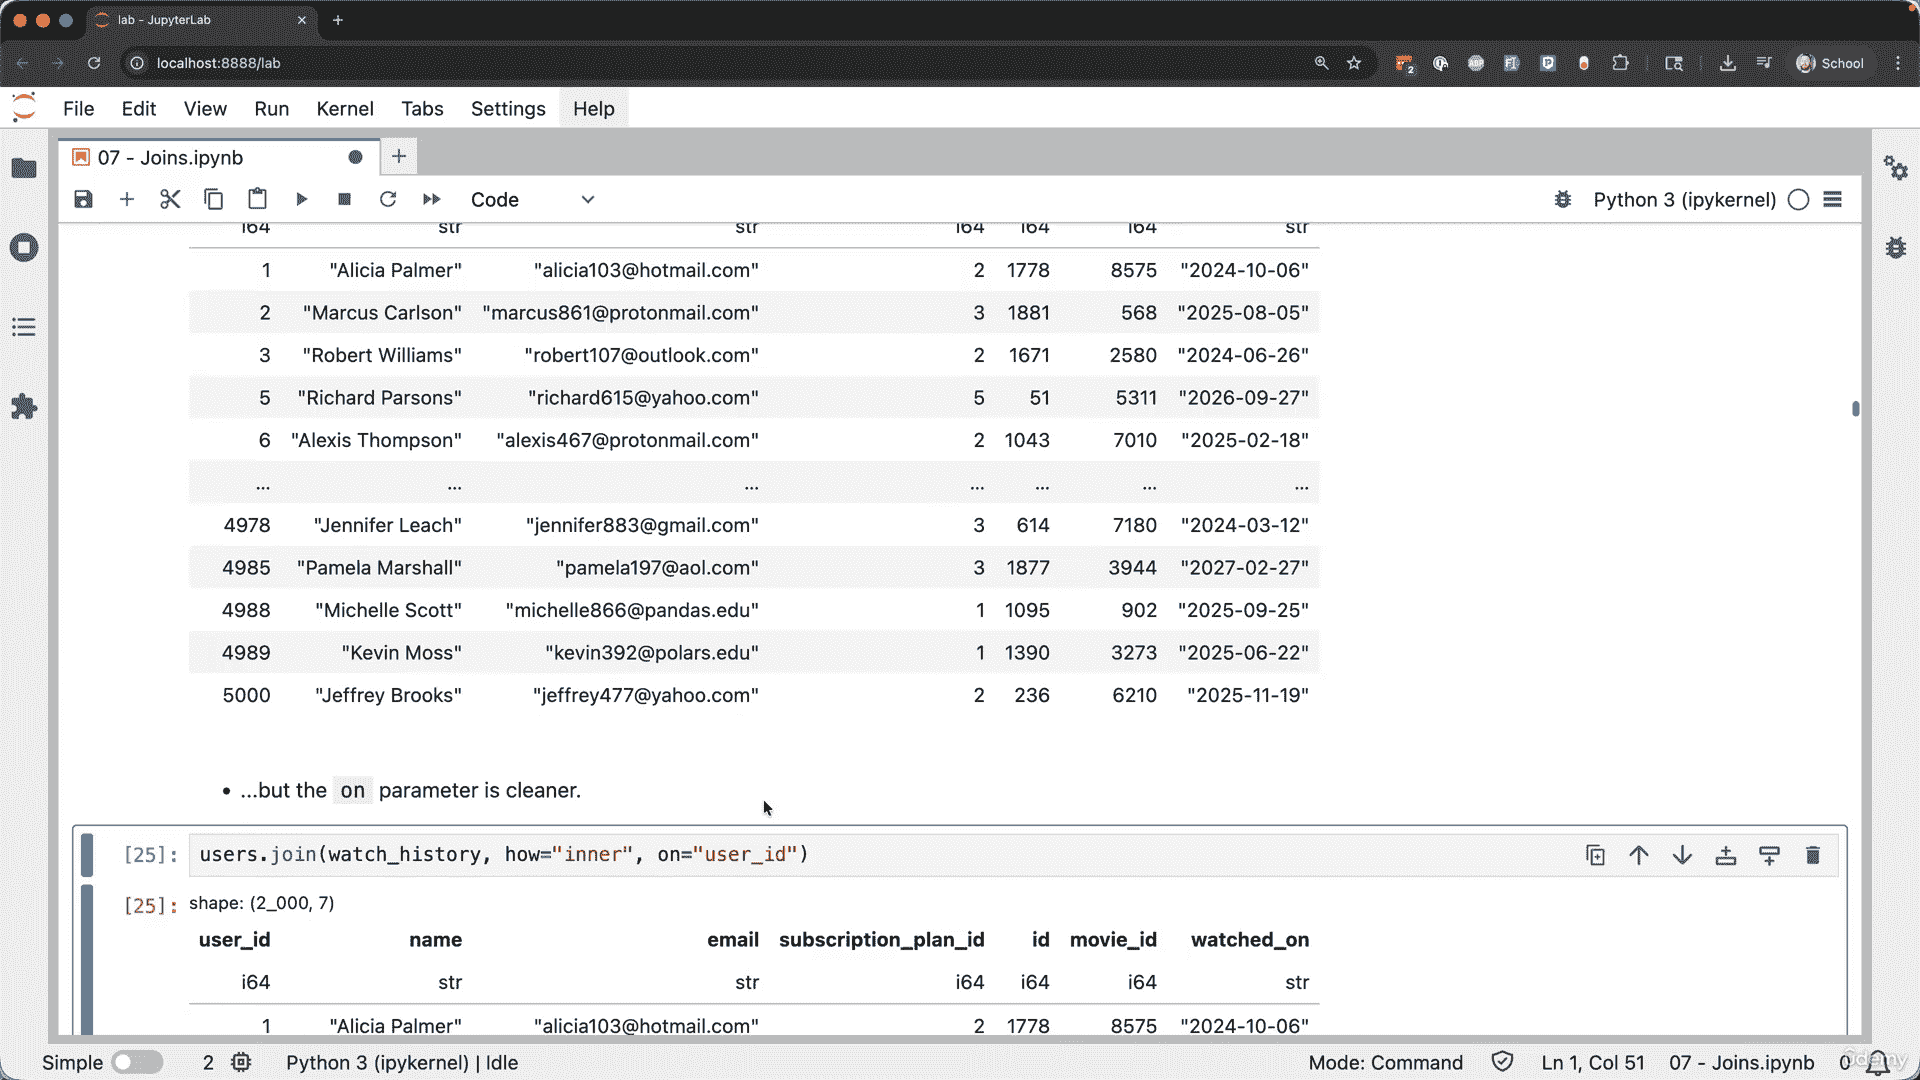 lab - JupyterLab
localhost:8888/lab
2
ABP
School
File Edit View Run Kernel Tabs Settings Help
07 - Joins.ipynb
Code
Python 3 (ipykernel)
i64 str str i64 i64 i64 str
1 "Alicia Palmer" "alicia103@hotmail.com" 2 1778 8575 "2024-10-06"
2 "Marcus Carlson" "marcus861@protonmail.com" 3 1881 568 "2025-08-05"
3 "Robert Williams" "robert107@outlook.com" 2 1671 2580 "2024-06-26"
5 "Richard Parsons" "richard615@yahoo.com" 5 51 5311 "2026-09-27"
6 "Alexis Thompson" "alexis467@protonmail.com" 2 1043 7010 "2025-02-18"
... ... ... ... ... ... ...
4978 "Jennifer Leach" "jennifer883@gmail.com" 3 614 7180 "2024-03-12"
4985 "Pamela Marshall" "pamela197@aol.com" 3 1877 3944 "2027-02-27"
4988 "Michelle Scott" "michelle866@pandas.edu" 1 1095 902 "2025-09-25"
4989 "Kevin Moss" "kevin392@polars.edu" 1 1390 3273 "2025-06-22"
5000 "Jeffrey Brooks" "jeffrey477@yahoo.com" 2 236 6210 "2025-11-19"
• ...but the on parameter is cleaner.
[25]: users.join(watch_history, how="inner", on="user_id")
[25]: shape: (2_000, 7)
user_id name email subscription_plan_id id movie_id watched_on
i64 str str i64 i64 i64 str
1 "Alicia Palmer" "alicia103@hotmail.com" 2 1778 8575 "2024-10-06"
Simple 2 Python 3 (ipykernel) | Idle Mode: Command Ln 1, Col 51 07 - Joins.ipynb 0
udemy